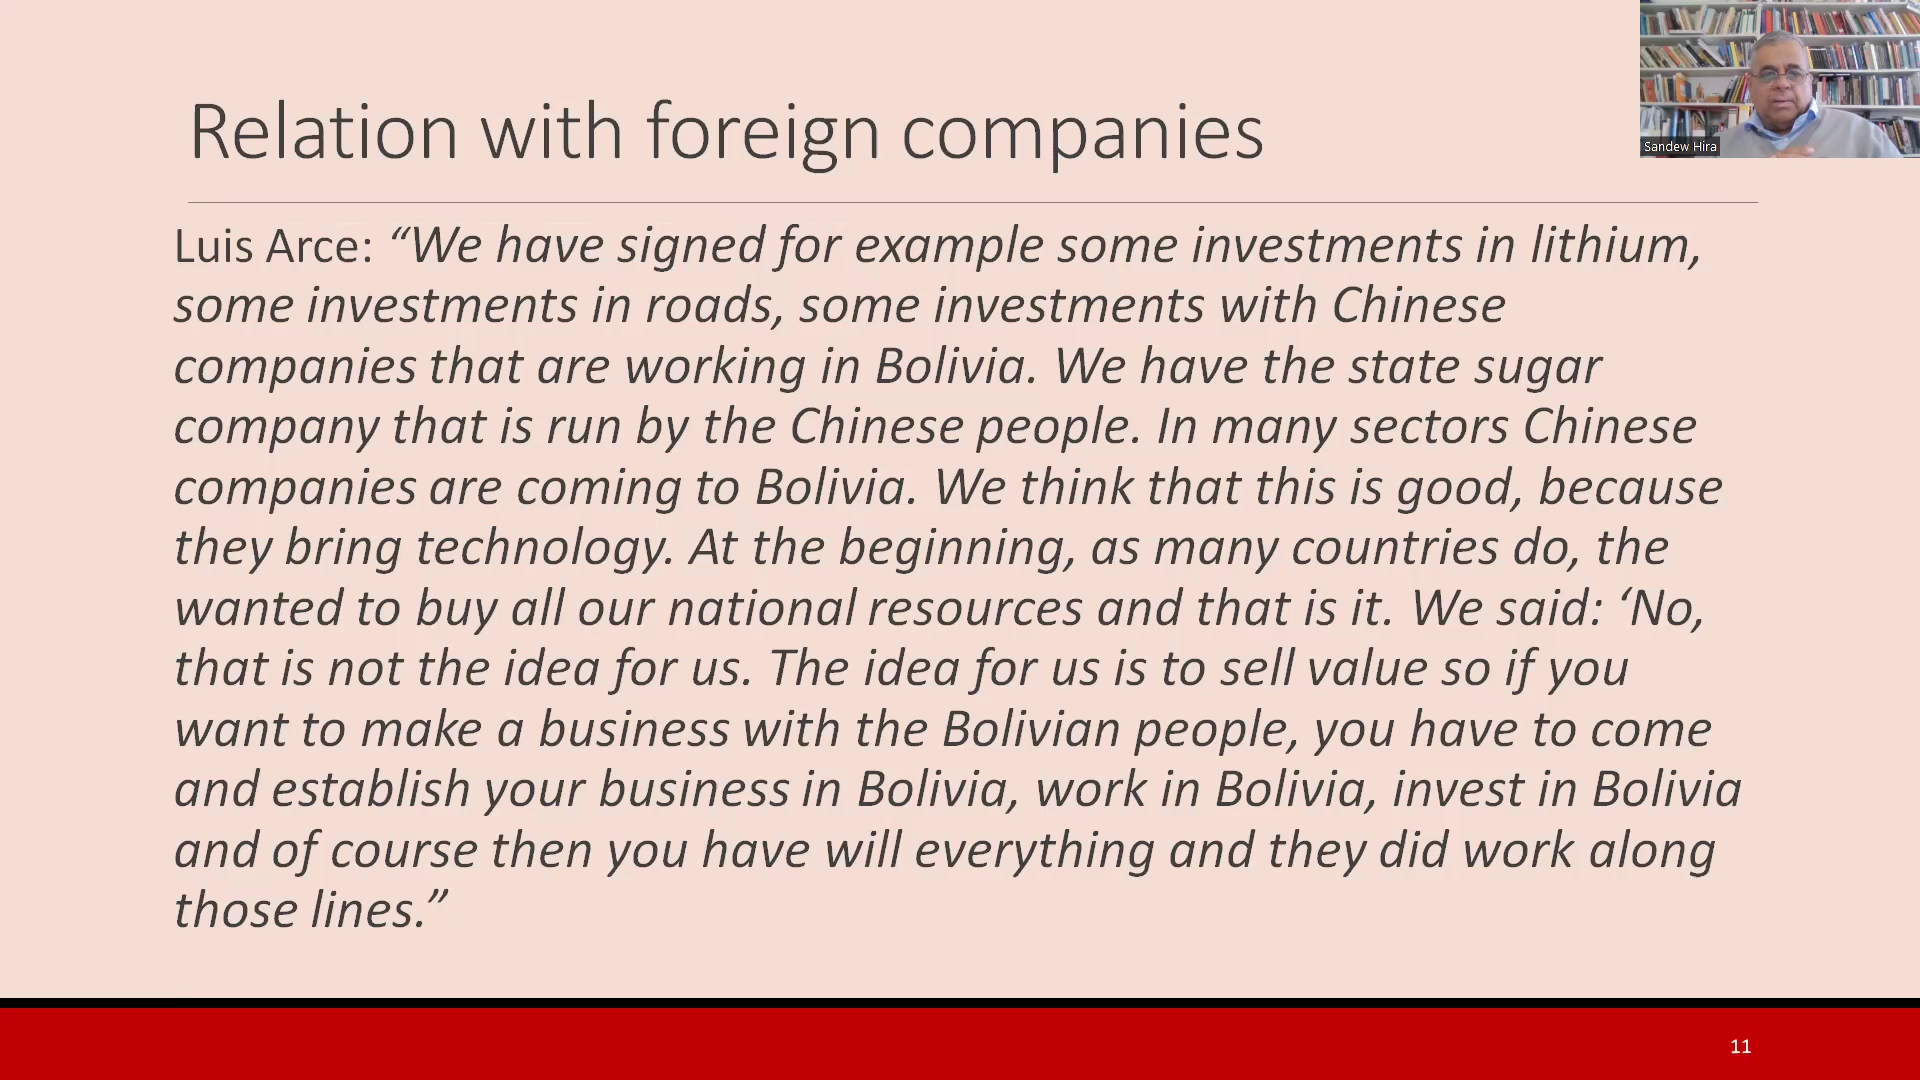 Sandew Hira
Relation with foreign companies
Luis Arce: “We have signed for example some investments in lithium,
some investments in roads, some investments with Chinese
companies that are working in Bolivia. We have the state sugar
company that is run by the Chinese people. In many sectors Chinese
companies are coming to Bolivia. We think that this is good, because
they bring technology. At the beginning, as many countries do, the
wanted to buy all our national resources and that is it. We said: ‘No,
that is not the idea for us. The idea for us is to sell value so if you
want to make a business with the Bolivian people, you have to come
and establish your business in Bolivia, work in Bolivia, invest in Bolivia
and of course then you have will everything and they did work along
those lines.”
11